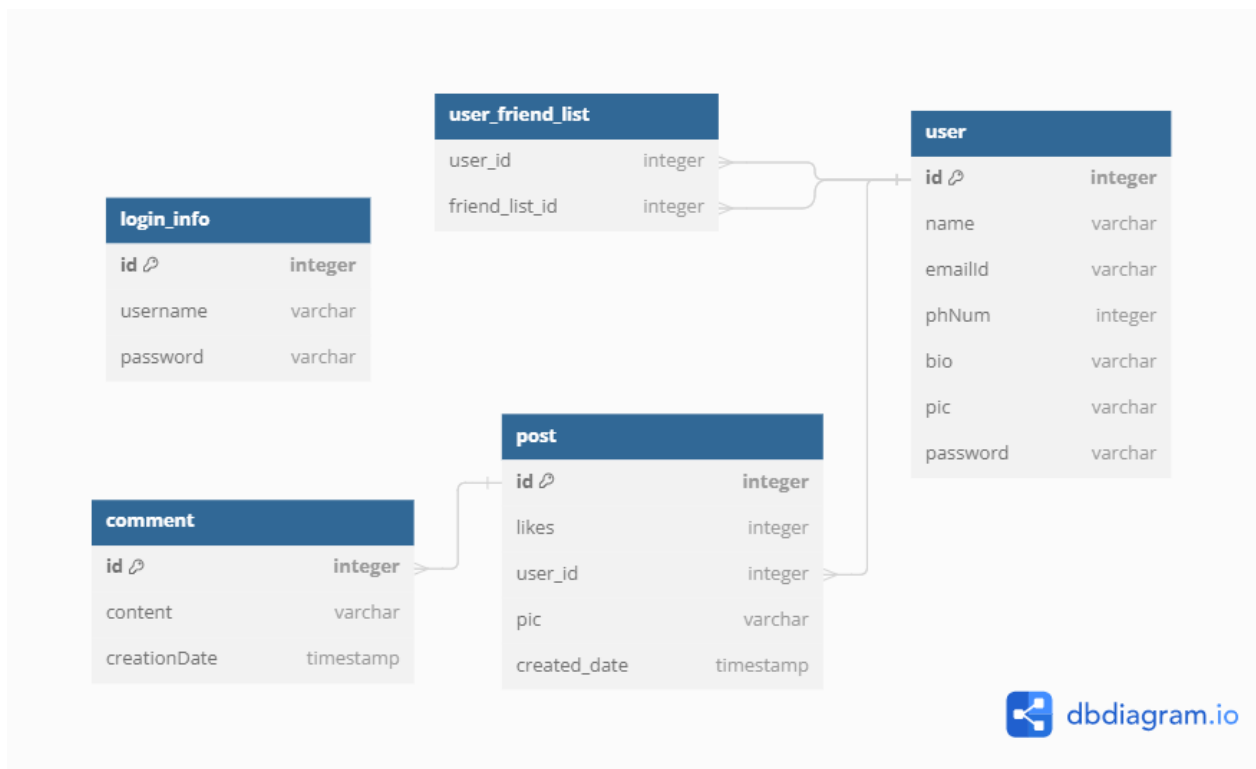 user_friend_list
user_id integer
friend_list_id integer
user
id integer
name varchar
emailId varchar
phNum integer
bio varchar
pic varchar
password varchar
login_info
id integer
username varchar
password varchar
post
id integer
likes integer
user_id integer
pic varchar
created_date timestamp
comment
id integer
content varchar
creationDate timestamp
dbdiagram.io